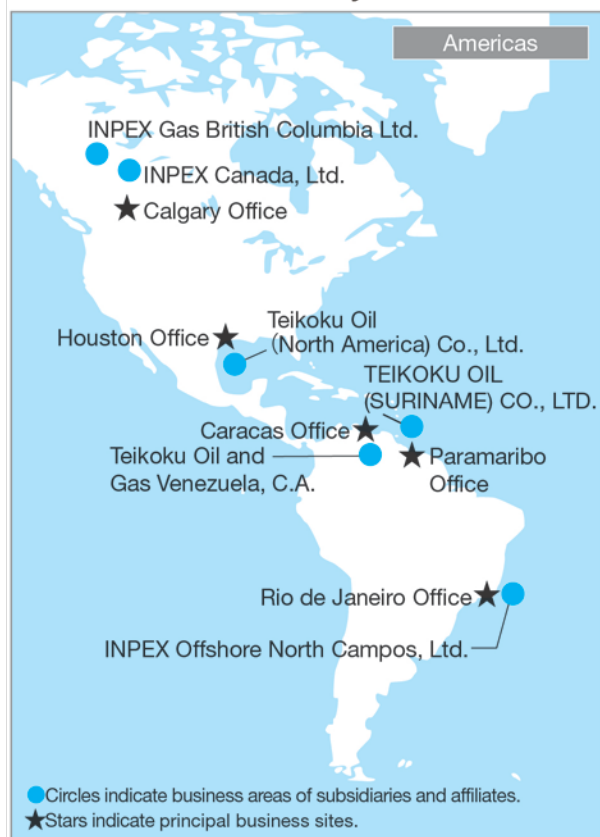 Americas
INPEX Gas British Columbia Ltd.
INPEX Canada, Ltd.
Calgary Office
Houston Office
Teikoku Oil
(North America) Co., Ltd.
TEIKOKU OIL
(SURINAME) CO., LTD.
Caracas Office
Teikoku Oil and
Gas Venezuela, C.A.
Paramaribo
Office
Rio de Janeiro Office
INPEX Offshore North Campos, Ltd.
Circles indicate business areas of subsidiaries and affiliates.
Stars indicate principal business sites.